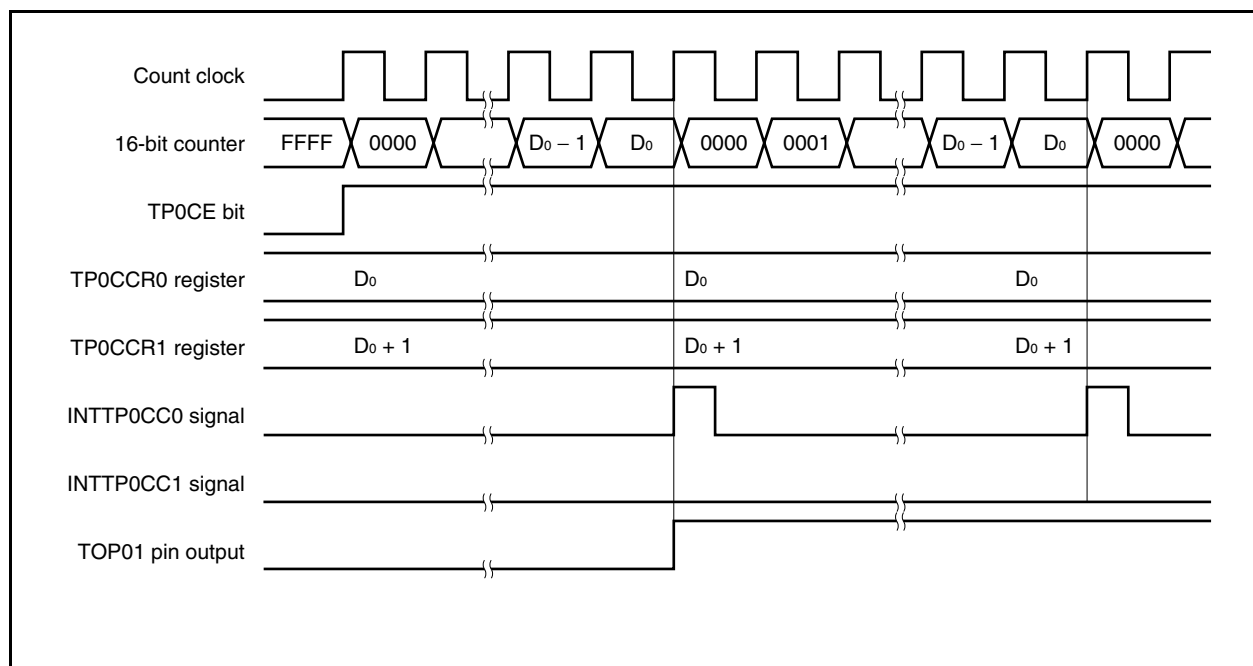 Count clock
16-bit counter FFFF 0000 D₀ − 1 D₀ 0000 0001 D₀ − 1 D₀ 0000
TP0CE bit
TP0CCR0 register D₀ D₀ D₀
TP0CCR1 register D₀ + 1 D₀ + 1 D₀ + 1
INTTP0CC0 signal
INTTP0CC1 signal
TOP01 pin output